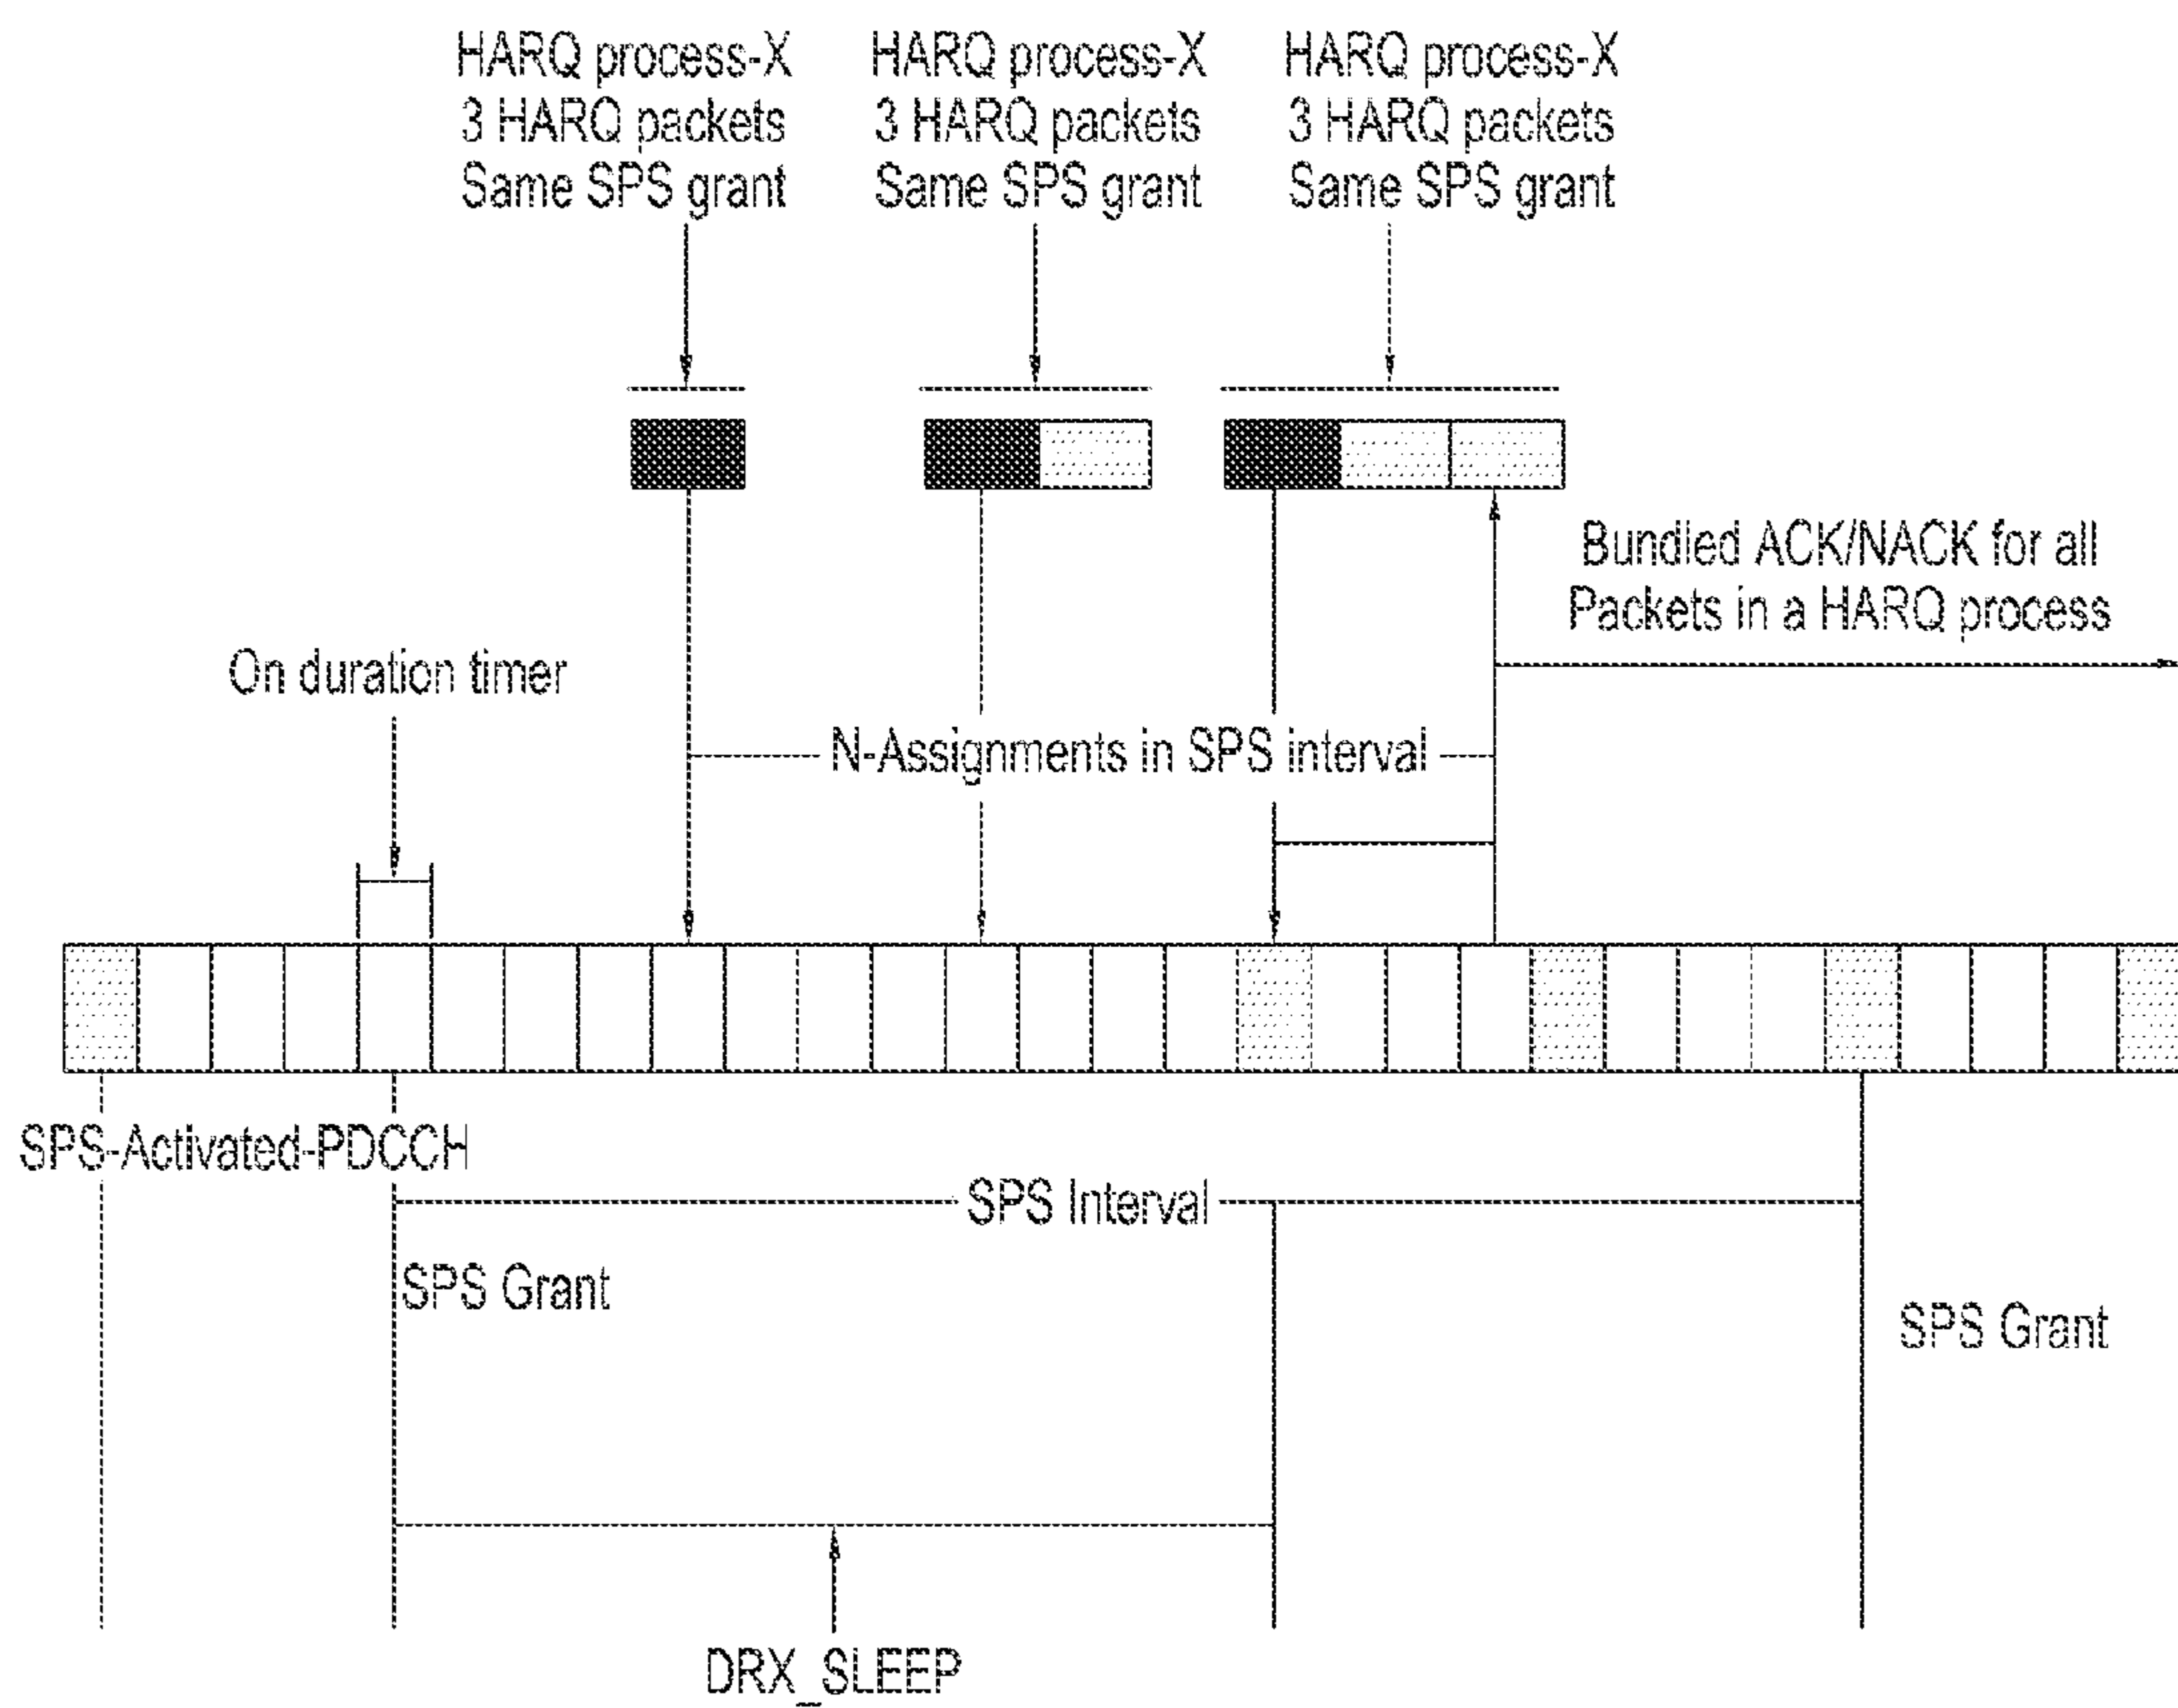 HARQ process-X
3 HARQ packets
Same SPS grant
HARQ process-X
3 HARQ packets
Same SPS grant
HARQ process-X
3 HARQ packets
Same SPS grant
Bundled ACK/NACK for all
Packets in a HARQ process
On duration timer
N-Assignments in SPS interval
SPS-Activated-PDCCH
SPS Interval
SPS Grant
SPS Grant
DRX_SLEEP